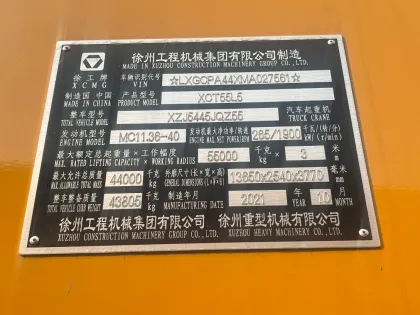 徐州工程机械集团有限公司制造
MADE IN XUZHOU CONSTRUCTION MACHINERY GROUP CO.,LTD.
徐工牌 车辆识别代号 ☆LXGCPA44XMA027561☆
XCMG VIN
制造国 中国 产品型号 XCT55L5
MADE IN CHINA PRODUCT MODEL
整车型号 XZJ5445JQZ55 汽车起重机
TOTAL VEHICLE MODEL TRUCK CRANE
发动机型号 MC11.36-40 发动机最大净功率/转速 265/1900 千瓦/(转/分)
ENGINE MODEL ENGINE MAX. NET POWER/RPM kW/(r/min)
最大额定总起重量×工作幅度 55000 千克× 3 米
MAX. RATED LIFTING CAPACITY × WORKING RADIUS kg × m
最大允许总质量 44000 千克 外廓尺寸(长×宽×高) 13850x2540x3770 毫米
MAX. ALLOWABLE TOTAL MASS kg GENERAL DIMENSIONS (L×W×H) mm
整车整备质量 43805 千克 制造年月 2021 年 10 月
TOTAL VEHICLE CURB WEIGHT kg MANUFACTURING DATE YEAR MONTH
徐州工程机械集团有限公司 徐州重型机械有限公司
XUZHOU CONSTRUCTION MACHINERY GROUP CO.,LTD. XUZHOU HEAVY MACHINERY CO.,LTD.